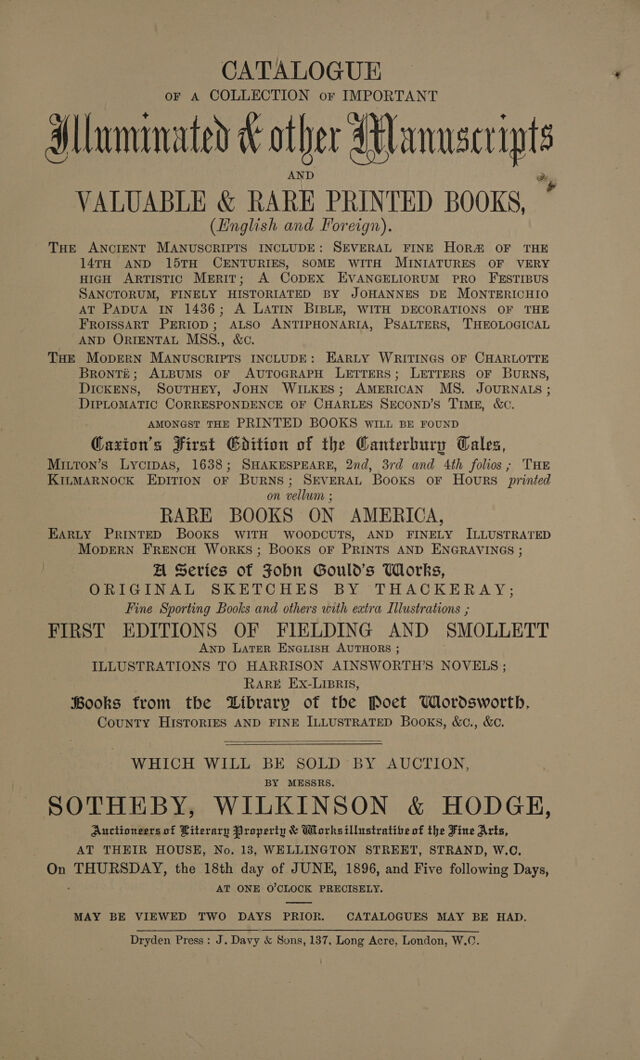 CATALOGUE
OF A COLLECTION OF IMPORTANT
Illuminated & other Manuscripts
AND
VALUABLE & RARE PRINTED BOOKS,
(English and Foreign).
THE ANCIENT MANUSCRIPTS INCLUDE: SEVERAL FINE HORÆ OF THE
14TH AND 15TH CENTURIES, SOME WITH MINIATURES OF VERY
HIGH ARTISTIC MERIT; A CODEX EVANGELIORUM PRO FESTIBUS
SANCTORUM, FINELY HISTORIATED BY JOHANNES DE MONTERICHIO
AT PADUA IN 1436; A LATIN BIBLE, WITH DECORATIONS OF THE
FROISSART PERIOD; ALSO ANTIPHONARIA, PSALTERS, THEOLOGICAL
AND ORIENTAL MSS., &C.
THE MODERN MANUSCRIPTS INCLUDE: EARLY WRITINGS OF CHARLOTTE
BRONTË; ALBUMS OF AUTOGRAPH LETTERS; LETTERS OF BURNS,
DICKENS, SOUTHEY, JOHN WILKES; AMERICAN MS. JOURNALS;
DIPLOMATIC CORRESPONDENCE OF CHARLES SECOND'S TIME, &C.
AMONGST THE PRINTED BOOKS WILL BE FOUND
Caxton's First Edition of the Canterbury Tales,
MILTON'S LYCIDAS, 1638; SHAKESPEARE, 2nd, 3rd and 4th folios; THE
KILMARNOCK EDITION OF BURNS; SEVERAL BOOKS OF HOURS printed
on vellum;
RARE BOOKS ON AMERICA,
EARLY PRINTED BOOKS WITH WOODCUTS, AND FINELY ILLUSTRATED
MODERN FRENCH WORKS; BOOKS OF PRINTS AND ENGRAVINGS;
A Series of John Gould's Works,
ORIGINAL SKETCHES BY THACKERAY;
Fine Sporting Books and others with extra Illustrations;
FIRST EDITIONS OF FIELDING AND SMOLLETT
AND LATER ENGLISH AUTHORS;
ILLUSTRATIONS TO HARRISON AINSWORTH'S NOVELS;
RARE EX-LIBRIS,
Books from the Library of the Poet Wordsworth,
COUNTY HISTORIES AND FINE ILLUSTRATED BOOKS, &C., &C.
WHICH WILL BE SOLD BY AUCTION,
BY MESSRS.
SOTHEBY, WILKINSON & HODGE,
Auctioneers of Literary Property & Works illustrative of the Fine Arts,
AT THEIR HOUSE, No. 13, WELLINGTON STREET, STRAND, W.C.
On THURSDAY, the 18th day of JUNE, 1896, and Five following Days,
AT ONE O'CLOCK PRECISELY.
MAY BE VIEWED TWO DAYS PRIOR. CATALOGUES MAY BE HAD.
Dryden Press: J. Davy & Sons, 137, Long Acre, London, W.C.